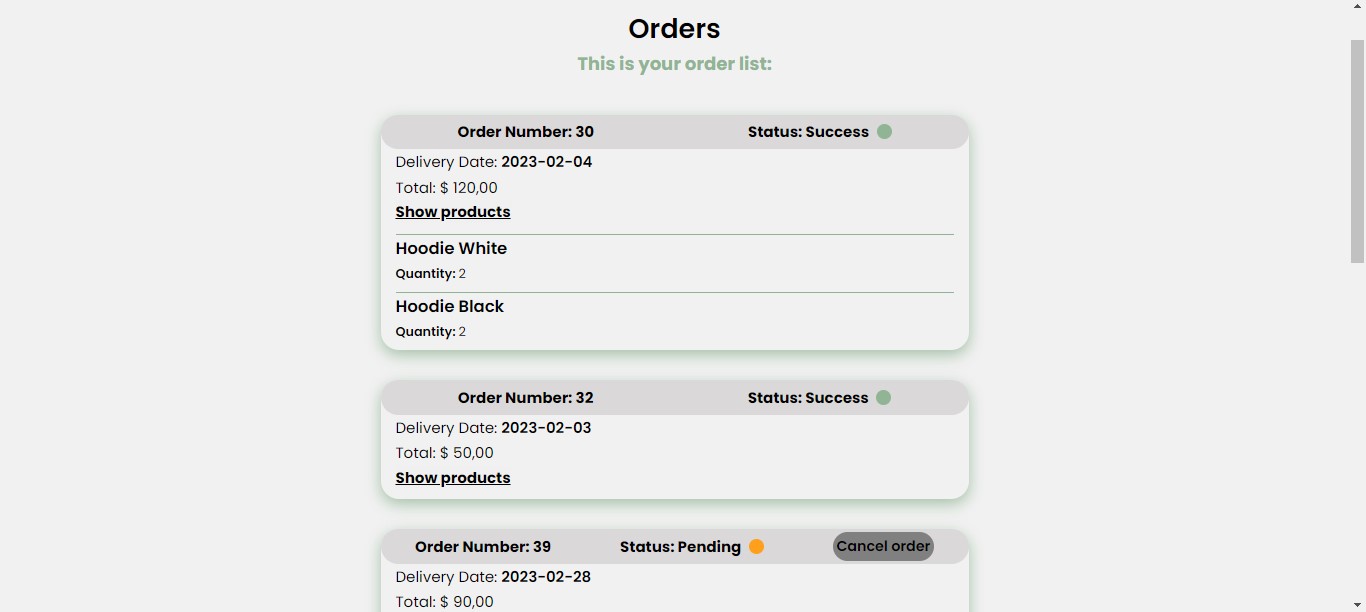 Orders
This is your order list:
Order Number: 30 Status: Success
Delivery Date: 2023-02-04
Total: $ 120,00
Show products
Hoodie White
Quantity: 2
Hoodie Black
Quantity: 2
Order Number: 32 Status: Success
Delivery Date: 2023-02-03
Total: $ 50,00
Show products
Order Number: 39 Status: Pending Cancel order
Delivery Date: 2023-02-28
Total: $ 90,00